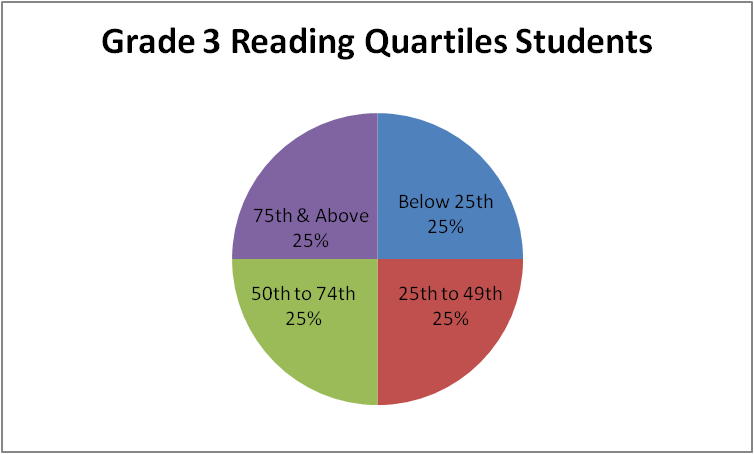 Grade 3 Reading Quartiles Students
75th & Above
25%
Below 25th
25%
50th to 74th
25%
25th to 49th
25%